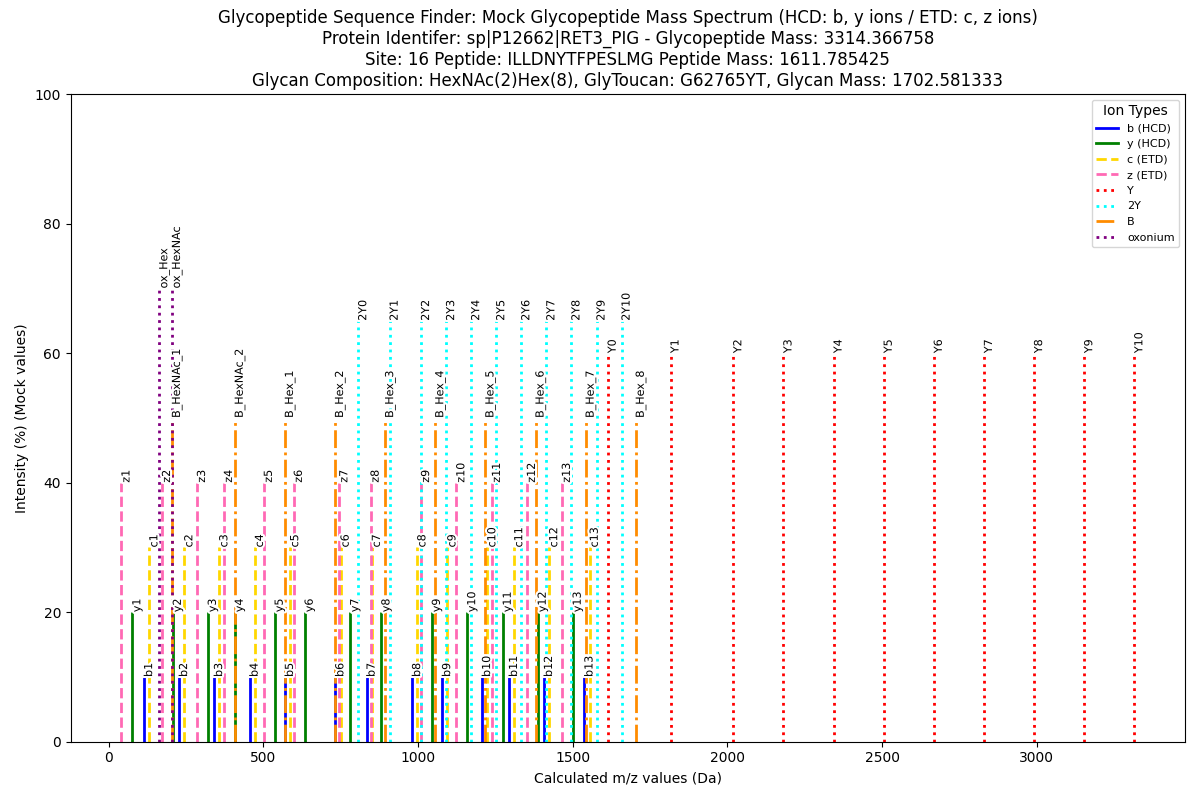 Glycopeptide Sequence Finder: Mock Glycopeptide Mass Spectrum (HCD: b, y ions / ETD: c, z ions)
Protein Identifer: sp|P12662|RET3_PIG - Glycopeptide Mass: 3314.366758
Site: 16 Peptide: ILLDNYTFPESLMG Peptide Mass: 1611.785425
Glycan Composition: HexNAc(2)Hex(8), GlyToucan: G62765YT, Glycan Mass: 1702.581333
Ion Types
b (HCD)
y (HCD)
c (ETD)
z (ETD)
Y
2Y
B
oxonium
Intensity (%) (Mock values)
100
80
60
40
20
0
ox_Hex
ox_HexNAc
2Y0
2Y1
2Y2
2Y3
2Y4
2Y5
2Y6
2Y7
2Y8
2Y9
2Y10
Y0
Y1
Y2
Y3
Y4
Y5
Y6
Y7
Y8
Y9
Y10
B_HexNAc_1
B_HexNAc_2
B_Hex_1
B_Hex_2
B_Hex_3
B_Hex_4
B_Hex_5
B_Hex_6
B_Hex_7
B_Hex_8
z1
z2
z3
z4
z5
z6
z7
z8
z9
z10
z11
z12
z13
c1
c2
c3
c4
c5
c6
c7
c8
c9
c10
c11
c12
c13
y1
y2
y3
y4
y5
y6
y7
y8
y9
y10
y11
y12
y13
b1
b2
b3
b4
b5
b6
b7
b8
b9
b10
b11
b12
b13
0
500
1000
1500
2000
2500
3000
Calculated m/z values (Da)